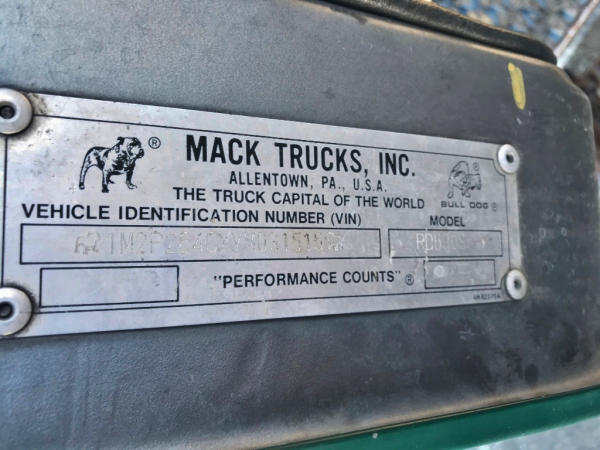 MACK TRUCKS, INC.
ALLENTOWN, PA., U.S.A.
THE TRUCK CAPITAL OF THE WORLD
BULL DOG ®
VEHICLE IDENTIFICATION NUMBER (VIN)
MODEL
"PERFORMANCE COUNTS" ®